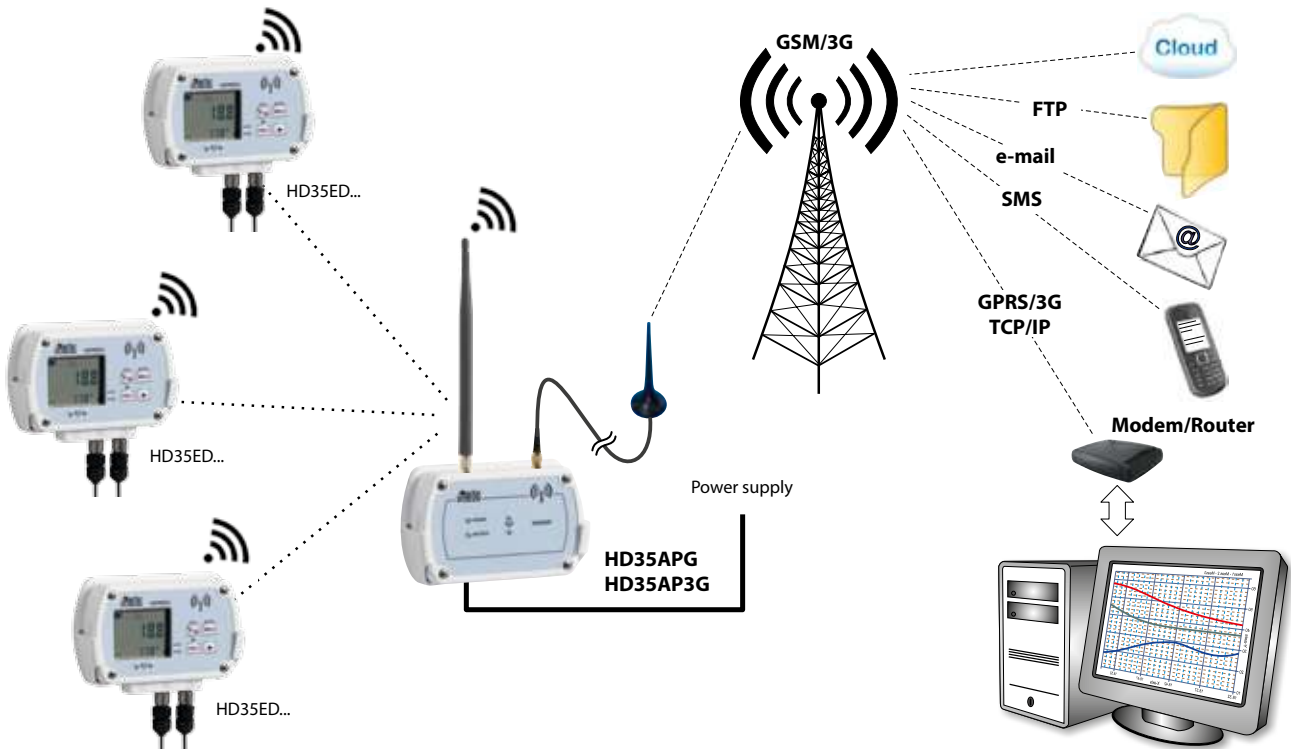 GSM/3G
Cloud
FTP
e-mail
SMS
HD35ED...
GPRS/3G
TCP/IP
HD35ED...
Modem/Router
Power supply
HD35APG
HD35AP3G
HD35ED...
@